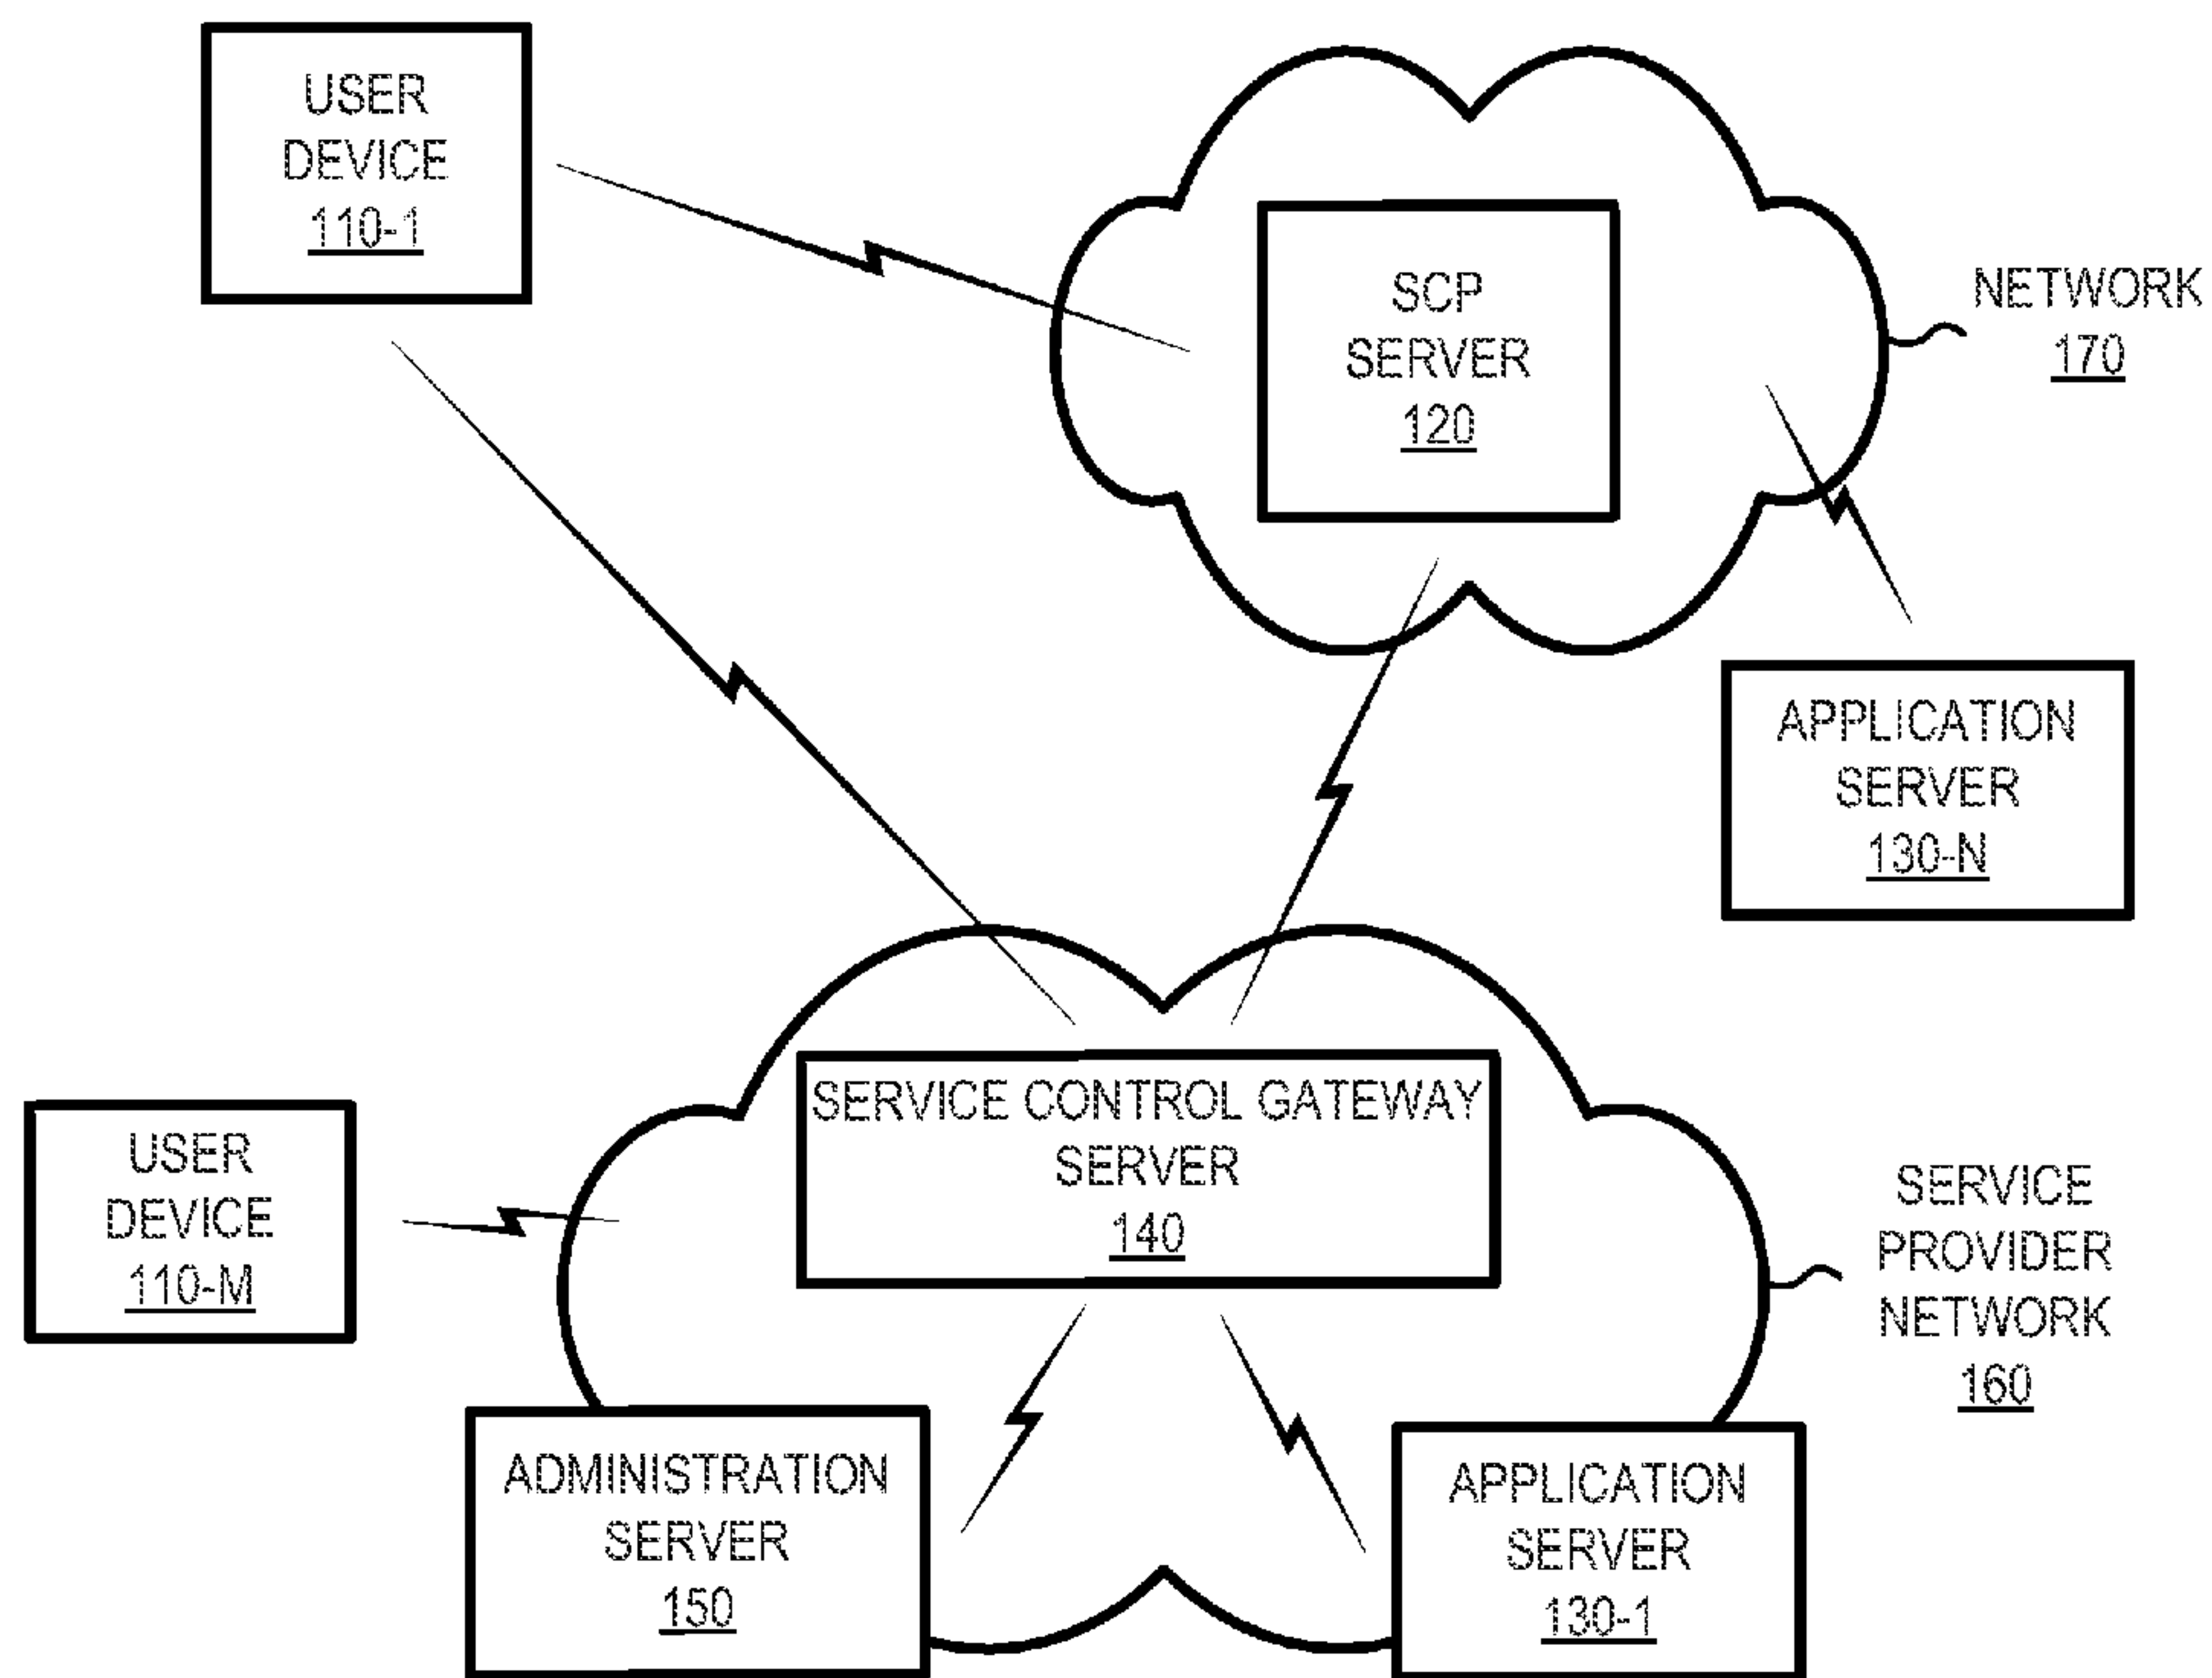 USER
DEVICE
110-1
SCP
SERVER
120
NETWORK
170
APPLICATION
SERVER
130-N
SERVICE CONTROL GATEWAY
SERVER
140
USER
DEVICE
110-M
SERVICE
PROVIDER
NETWORK
160
ADMINISTRATION
SERVER
150
APPLICATION
SERVER
130-1